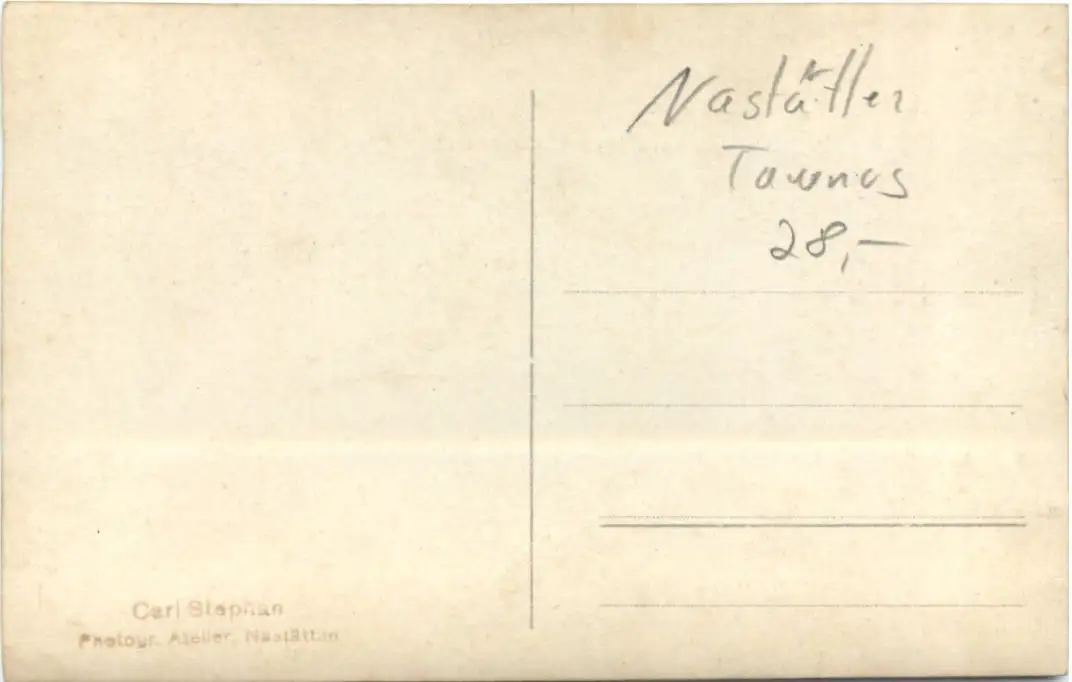 Nastätten
Taunus
28,-
Carl Stephan
Photogr. Atelier, Nastätten